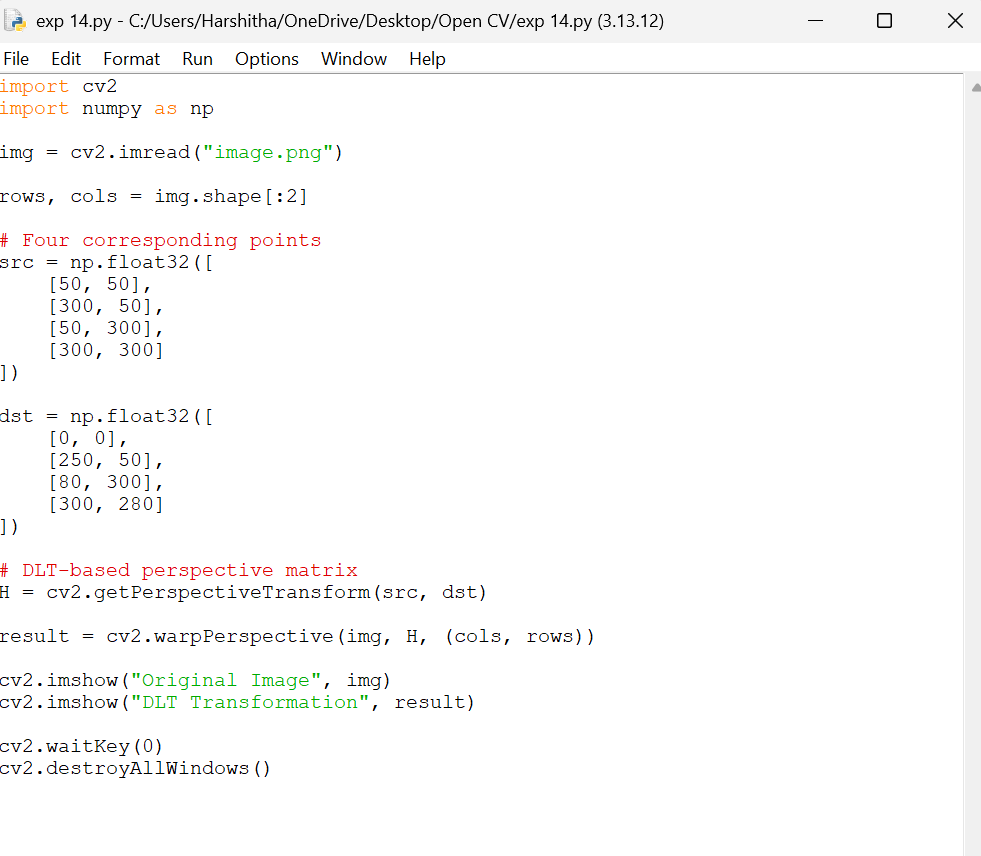 exp 14.py - C:/Users/Harshitha/OneDrive/Desktop/Open CV/exp 14.py (3.13.12)
File Edit Format Run Options Window Help
import cv2
import numpy as np

img = cv2.imread("image.png")

rows, cols = img.shape[:2]

# Four corresponding points
src = np.float32([
    [50, 50],
    [300, 50],
    [50, 300],
    [300, 300]
])

dst = np.float32([
    [0, 0],
    [250, 50],
    [80, 300],
    [300, 280]
])

# DLT-based perspective matrix
H = cv2.getPerspectiveTransform(src, dst)

result = cv2.warpPerspective(img, H, (cols, rows))

cv2.imshow("Original Image", img)
cv2.imshow("DLT Transformation", result)

cv2.waitKey(0)
cv2.destroyAllWindows()